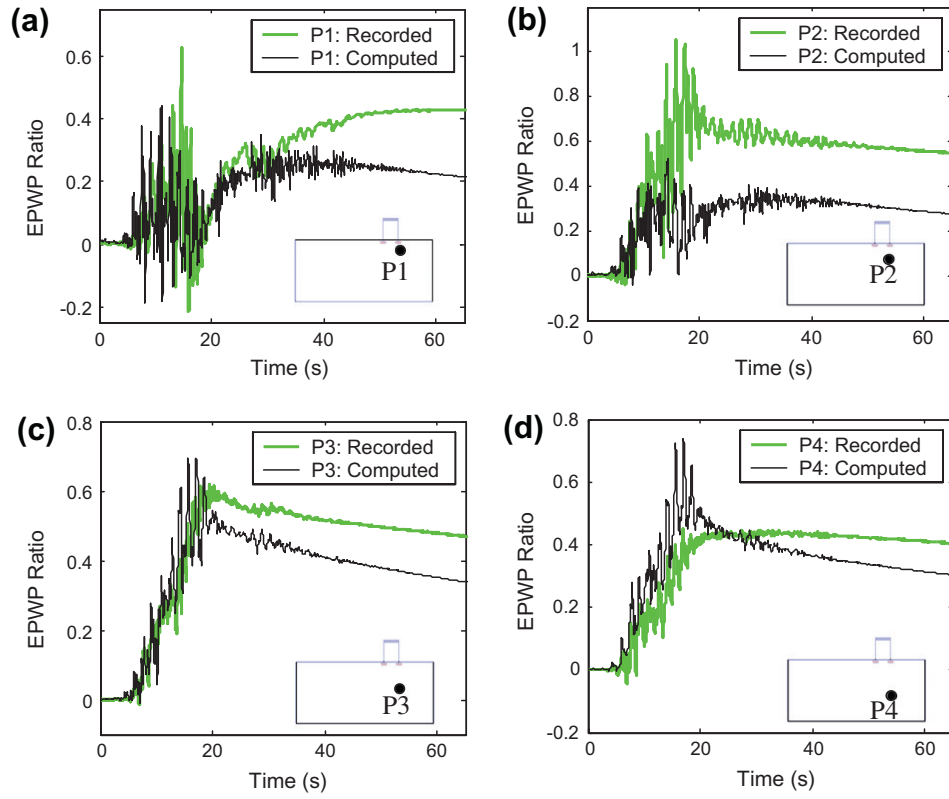 (a)
P1: Recorded
P1: Computed
EPWP Ratio
0.6
0.4
0.2
0
-0.2
P1
0 20 40 60
Time (s)
(b)
P2: Recorded
P2: Computed
EPWP Ratio
1
0.8
0.6
0.4
0.2
0
-0.2
P2
0 20 40 60
Time (s)
(c)
P3: Recorded
P3: Computed
EPWP Ratio
0.8
0.6
0.4
0.2
0
P3
0 20 40 60
Time (s)
(d)
P4: Recorded
P4: Computed
EPWP Ratio
0.8
0.6
0.4
0.2
0
-0.2
P4
0 20 40 60
Time (s)